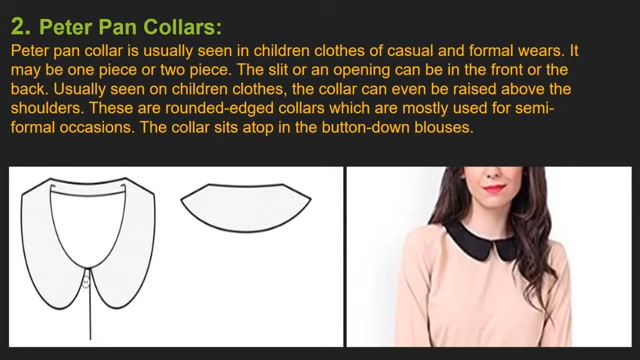 2. Peter Pan Collars:
Peter pan collar is usually seen in children clothes of casual and formal wears. It
may be one piece or two piece. The slit or an opening can be in the front or the
back. Usually seen on children clothes, the collar can even be raised above the
shoulders. These are rounded-edged collars which are mostly used for semi-
formal occasions. The collar sits atop in the button-down blouses.